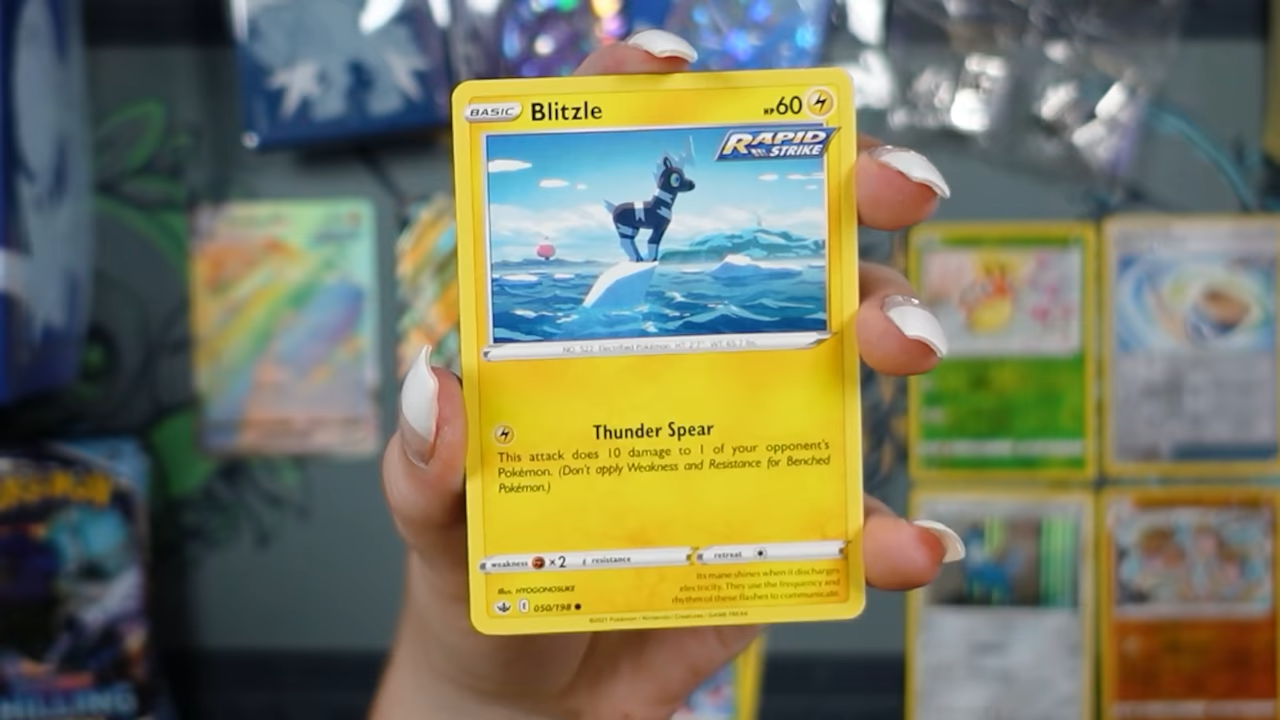 BASIC Blitzle HP60
RAPID
STRIKE
NO. 522 Electrified Pokémon HT: 2'7" WT: 65.7 lbs.
Thunder Spear
This attack does 10 damage to 1 of your opponent's
Pokémon. (Don't apply Weakness and Resistance for Benched
Pokémon.)
weakness ×2 resistance retreat
Its mane shines when it discharges
electricity. They use the frequency and
rhythm of these flashes to communicate.
Illus. HYOGONOSUKE
E 050/198
©2021 Pokémon / Nintendo / Creatures / GAME FREAK